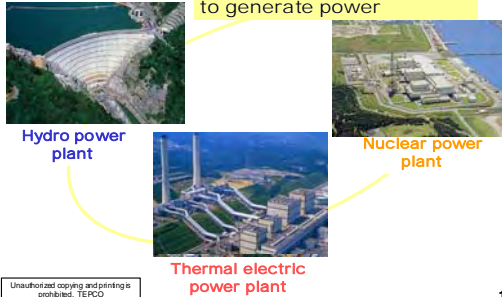 to generate power
Hydro power
plant
Nuclear power
plant
Thermal electric
power plant
Unauthorized copying and printing is
prohibited. TEPCO